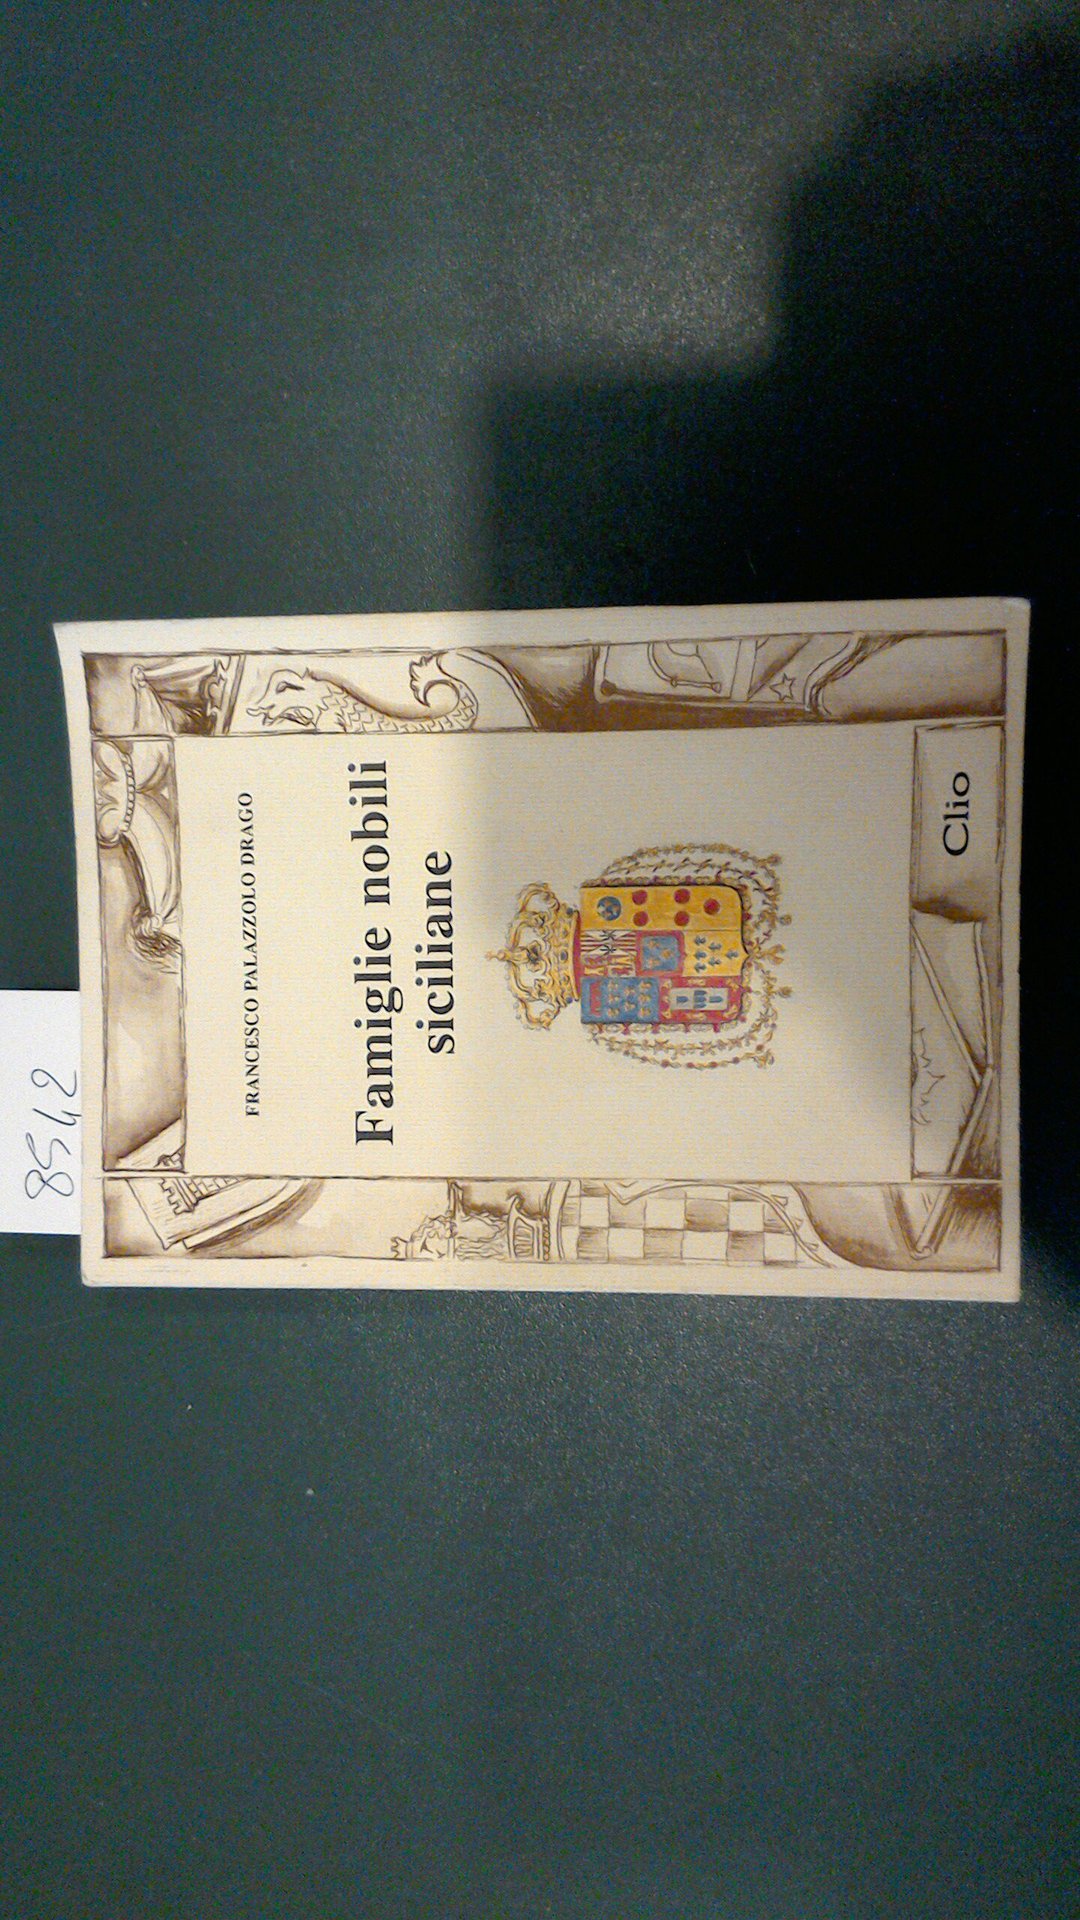 8542
FRANCESCO PALAZZOLO DRAGO
Famiglie nobili
siciliane
Clio